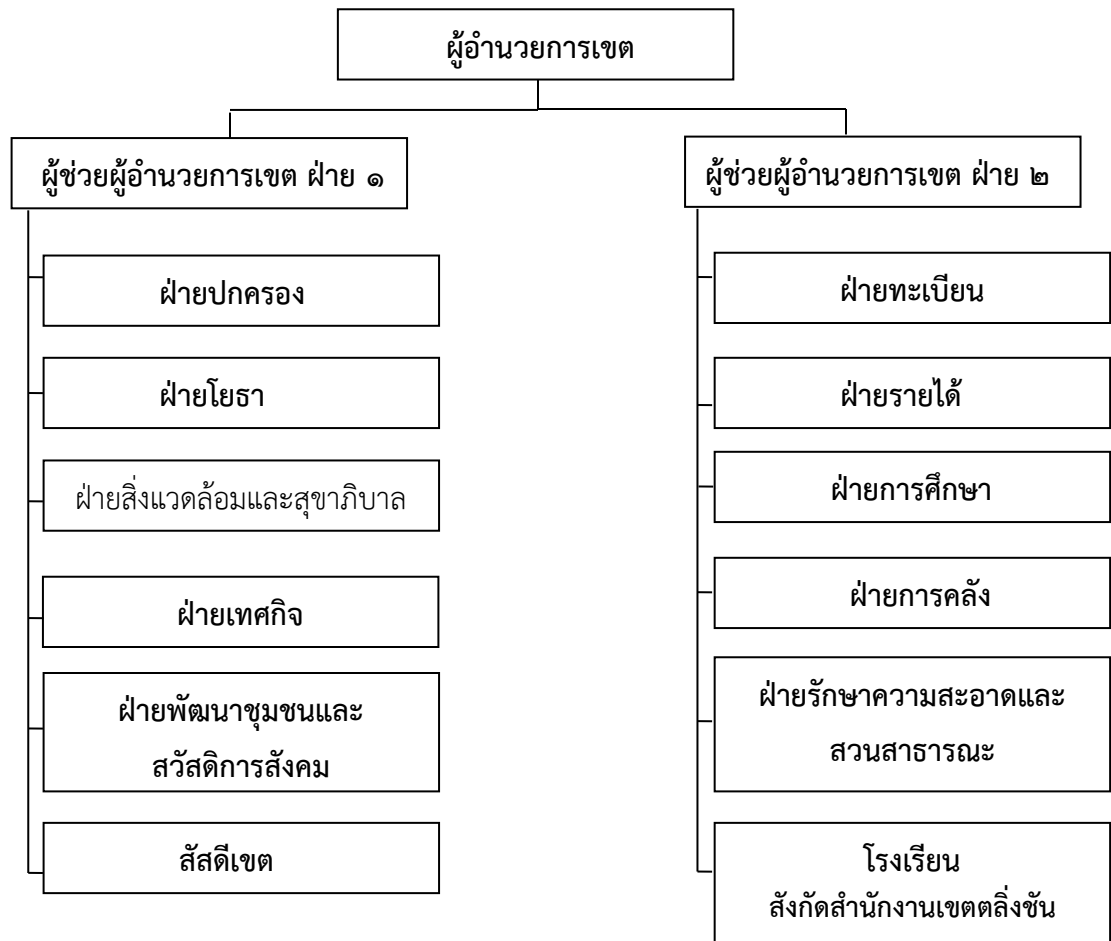 ผู้อำนวยการเขต
ผู้ช่วยผู้อำนวยการเขต ฝ่าย ๑
ฝ่ายปกครอง
ฝ่ายโยธา
ฝ่ายสิ่งแวดล้อมและสุขาภิบาล
ฝ่ายเทศกิจ
ฝ่ายพัฒนาชุมชนและ
สวัสดิการสังคม
สัสดีเขต
ผู้ช่วยผู้อำนวยการเขต ฝ่าย ๒
ฝ่ายทะเบียน
ฝ่ายรายได้
ฝ่ายการศึกษา
ฝ่ายการคลัง
ฝ่ายรักษาความสะอาดและ
สวนสาธารณะ
โรงเรียน
สังกัดสำนักงานเขตตลิ่งชัน